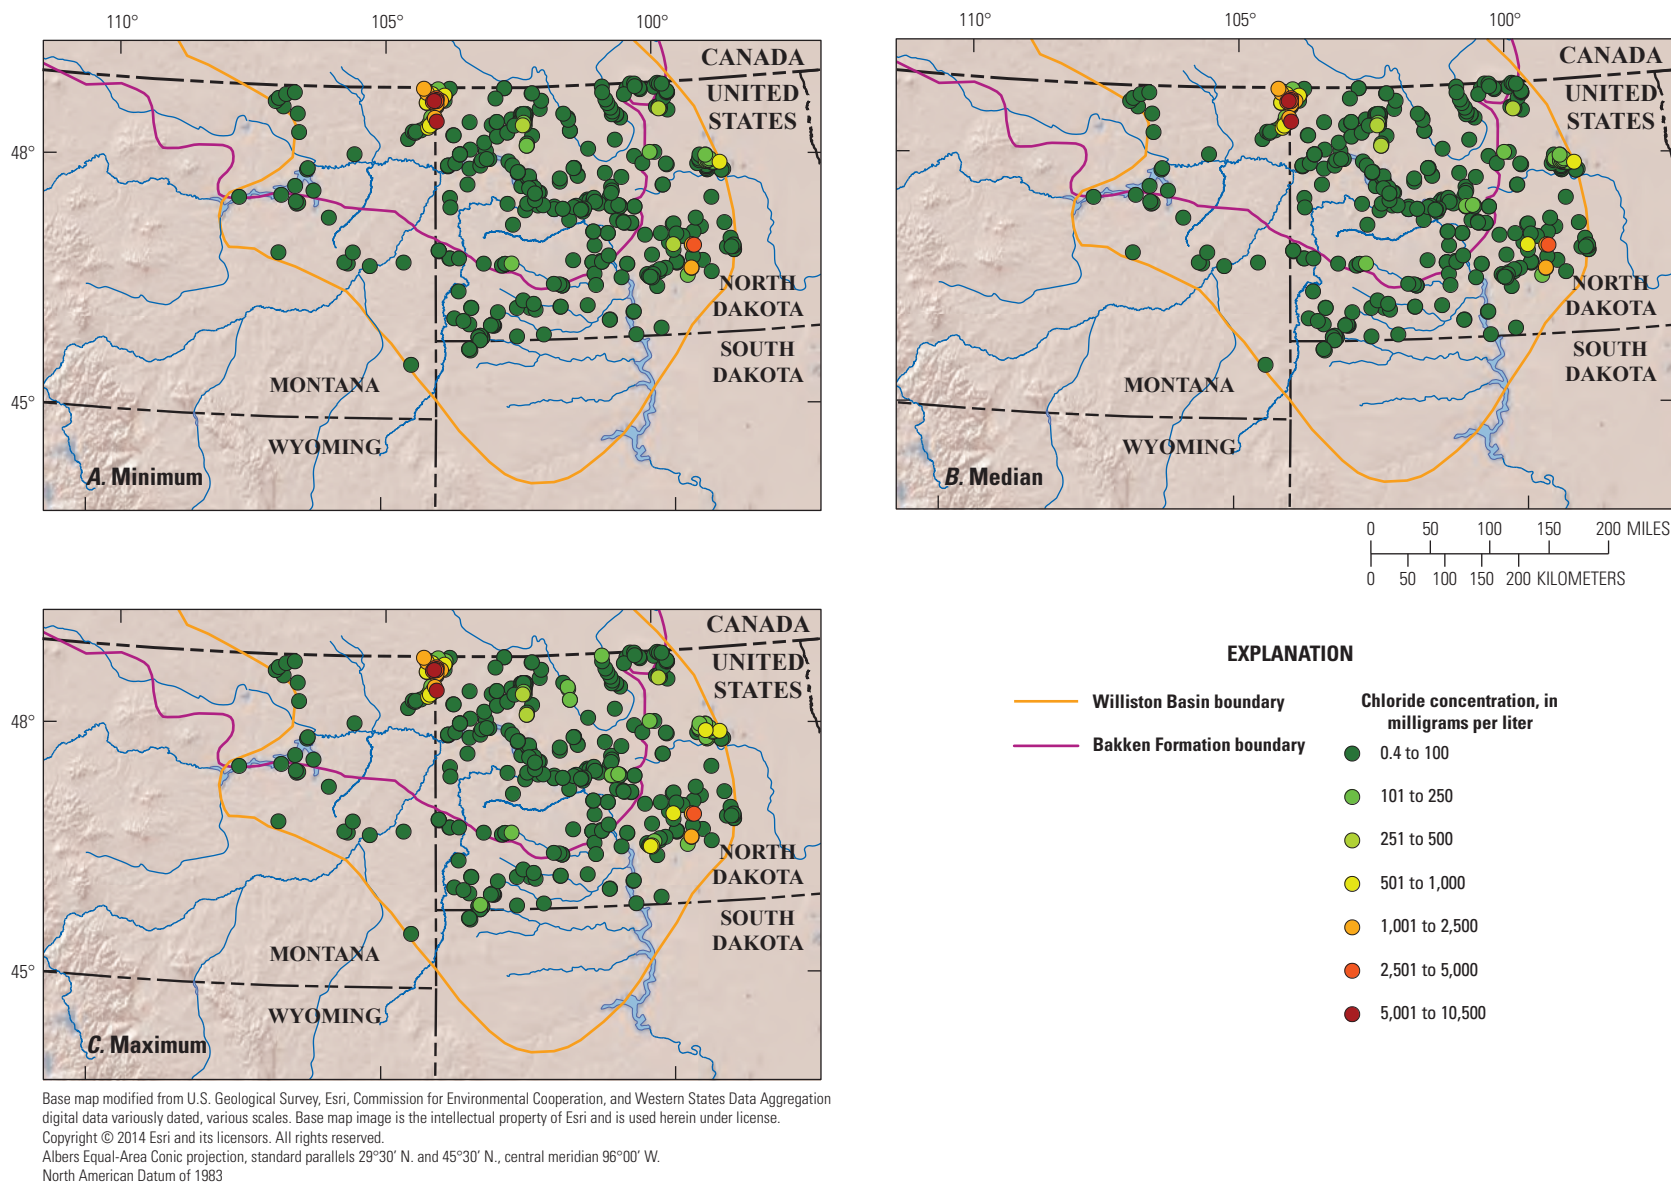 110°
105°
100°
CANADA
UNITED
STATES
48°
NORTH
DAKOTA
SOUTH
DAKOTA
MONTANA
45°
WYOMING
A. Minimum
110°
105°
100°
CANADA
UNITED
STATES
NORTH
DAKOTA
SOUTH
DAKOTA
MONTANA
WYOMING
B. Median
0 50 100 150 200 MILES
0 50 100 150 200 KILOMETERS
CANADA
UNITED
STATES
48°
NORTH
DAKOTA
SOUTH
DAKOTA
MONTANA
45°
WYOMING
C. Maximum
EXPLANATION
Williston Basin boundary
Bakken Formation boundary
Chloride concentration, in
milligrams per liter
0.4 to 100
101 to 250
251 to 500
501 to 1,000
1,001 to 2,500
2,501 to 5,000
5,001 to 10,500
Base map modified from U.S. Geological Survey, Esri, Commission for Environmental Cooperation, and Western States Data Aggregation
digital data variously dated, various scales. Base map image is the intellectual property of Esri and is used herein under license.
Copyright © 2014 Esri and its licensors. All rights reserved.
Albers Equal-Area Conic projection, standard parallels 29°30′ N. and 45°30′ N., central meridian 96°00′ W.
North American Datum of 1983